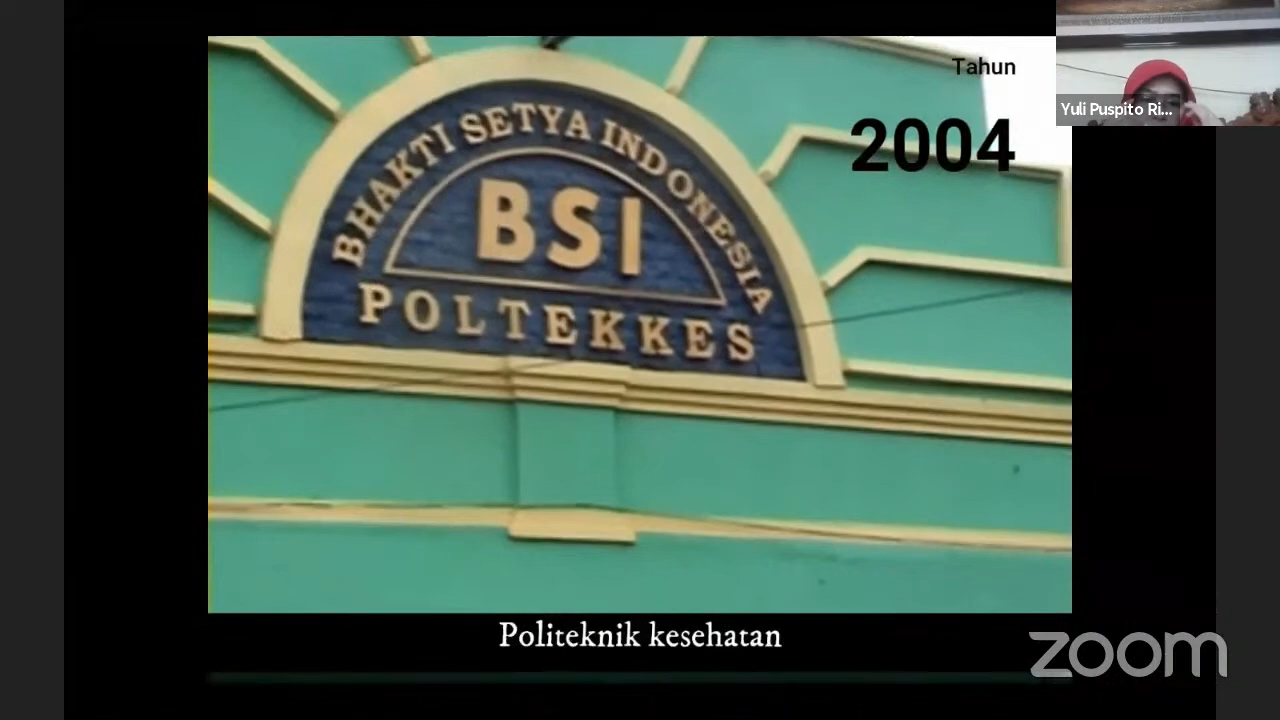 Tahun
2004
Yuli Puspito Ri...
BHAKTI SETYA INDONESIA
BSI
POLTEKKES
Politeknik kesehatan
zoom